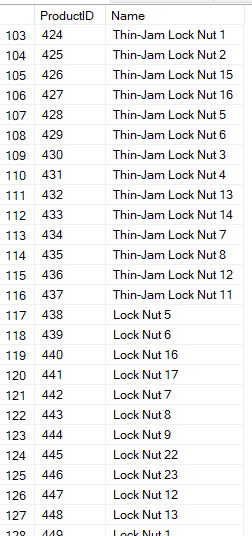 ProductID Name
103 424 Thin-Jam Lock Nut 1
104 425 Thin-Jam Lock Nut 2
105 426 Thin-Jam Lock Nut 15
106 427 Thin-Jam Lock Nut 16
107 428 Thin-Jam Lock Nut 5
108 429 Thin-Jam Lock Nut 6
109 430 Thin-Jam Lock Nut 3
110 431 Thin-Jam Lock Nut 4
111 432 Thin-Jam Lock Nut 13
112 433 Thin-Jam Lock Nut 14
113 434 Thin-Jam Lock Nut 7
114 435 Thin-Jam Lock Nut 8
115 436 Thin-Jam Lock Nut 12
116 437 Thin-Jam Lock Nut 11
117 438 Lock Nut 5
118 439 Lock Nut 6
119 440 Lock Nut 16
120 441 Lock Nut 17
121 442 Lock Nut 7
122 443 Lock Nut 8
123 444 Lock Nut 9
124 445 Lock Nut 22
125 446 Lock Nut 23
126 447 Lock Nut 12
127 448 Lock Nut 13
128 449 Lock Nut 1